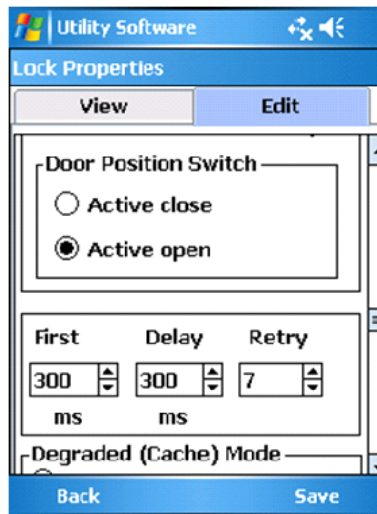 Utility Software
Lock Properties
View Edit
Door Position Switch
Active close
Active open
First Delay Retry
300 300 7
ms ms
Degraded (Cache) Mode
Back Save